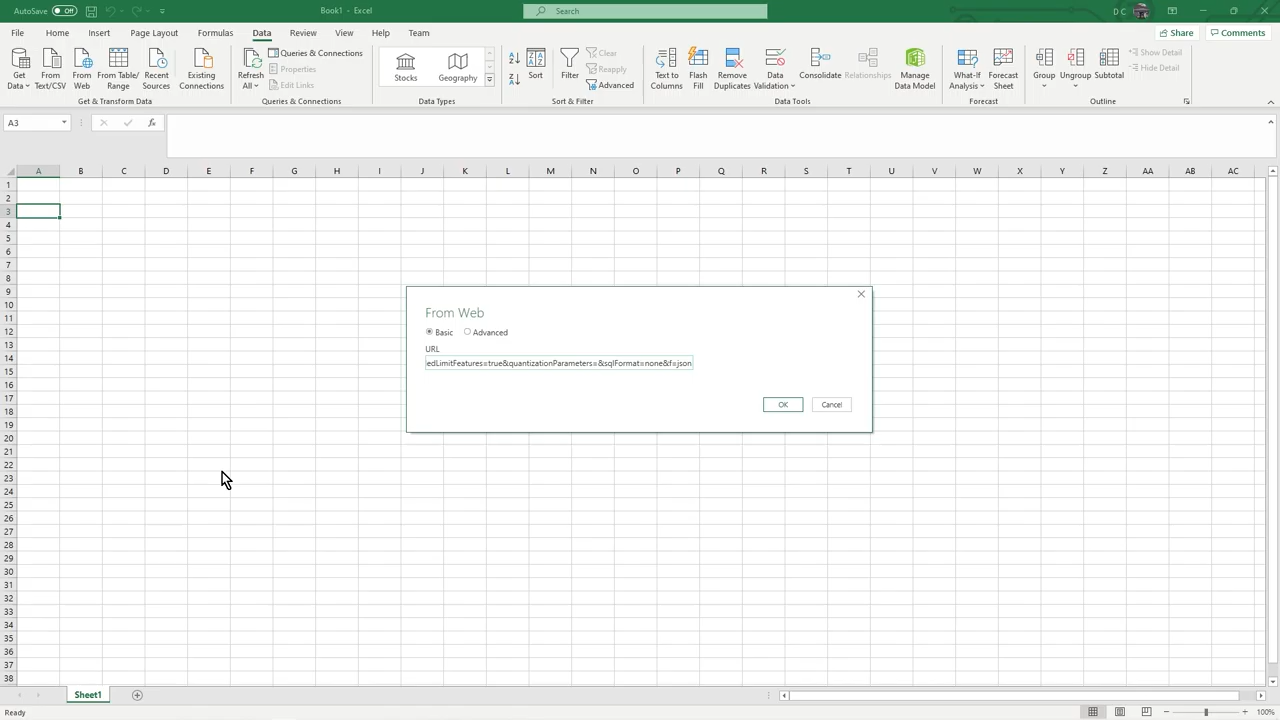 AutoSave Off Book1 - Excel Search D C
File Home Insert Page Layout Formulas Data Review View Help Team Share Comments
Get Data From Text/CSV From Web From Table/Range Recent Sources Existing Connections
Get & Transform Data
Refresh All Queries & Connections
Properties
Edit Links
Queries & Connections
Stocks Geography
Data Types
Sort Filter Clear
Reapply
Advanced
Sort & Filter
Text to Columns Flash Fill Remove Duplicates Data Validation Consolidate Relationships Manage Data Model
Data Tools
What-If Analysis Forecast Sheet
Forecast
Group Ungroup Subtotal Show Detail
Hide Detail
Outline
A3 fx
A B C D E F G H I J K L M N O P Q R S T U V W X Y Z AA AB AC
1
2
3
4
5
6
7
8
9
10
11
12
13
14
15
16
17
18
19
20
21
22
23
24
25
26
27
28
29
30
31
32
33
34
35
36
37
38
From Web
Basic Advanced
URL
edLimitFeatures=true&quantizationParameters=&sqlFormat=none&f=json
OK Cancel
Sheet1
Ready 100%